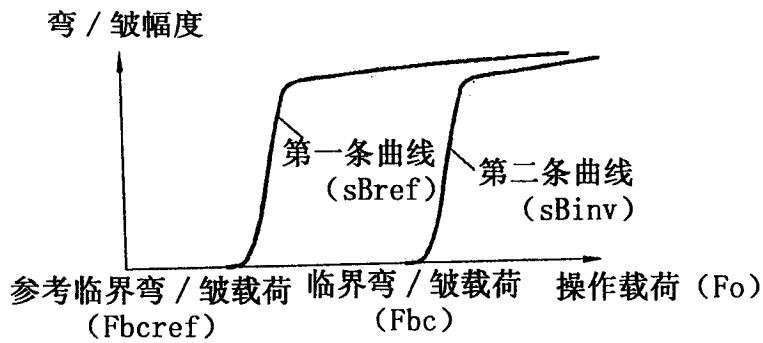 弯/皱幅度
第一条曲线
(sBref)
第二条曲线
(sBinv)
参考临界弯/皱载荷
(Fbcref)
临界弯/皱载荷
(Fbc)
操作载荷(Fo)